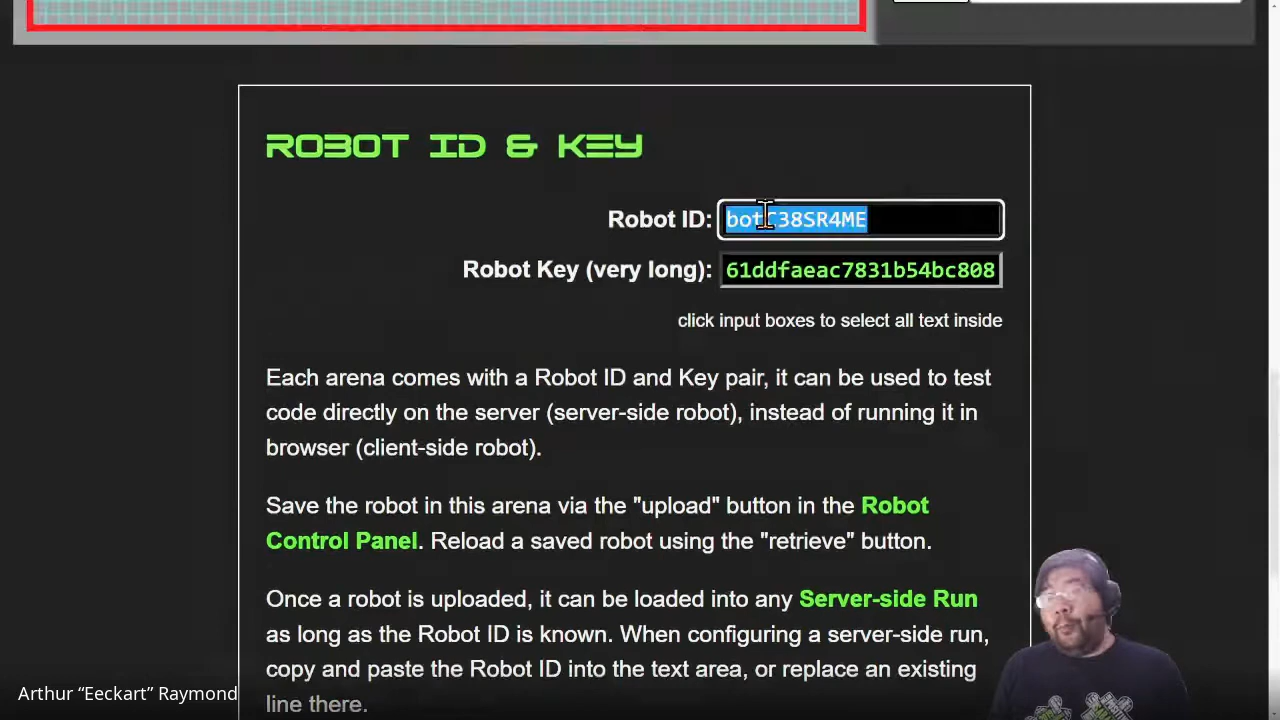 ROBOT ID & KEY
Robot ID: botC38SR4ME
Robot Key (very long): 61ddfaeac7831b54bc808
click input boxes to select all text inside
Each arena comes with a Robot ID and Key pair, it can be used to test
code directly on the server (server-side robot), instead of running it in
browser (client-side robot).
Save the robot in this arena via the "upload" button in the Robot
Control Panel. Reload a saved robot using the "retrieve" button.
Once a robot is uploaded, it can be loaded into any Server-side Run
as long as the Robot ID is known. When configuring a server-side run,
copy and paste the Robot ID into the text area, or replace an existing
line there.
Arthur “Eeckart” Raymond